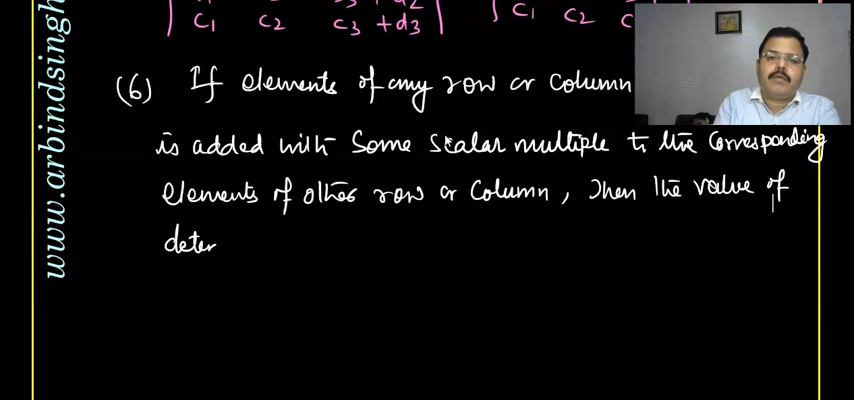 c1 c2 c3 + d3 c1 c2
(6) If elements of any row or column
is added with some scalar multiple to the corresponding
elements of other row or column, then the value of
deter
www.arbindsingh